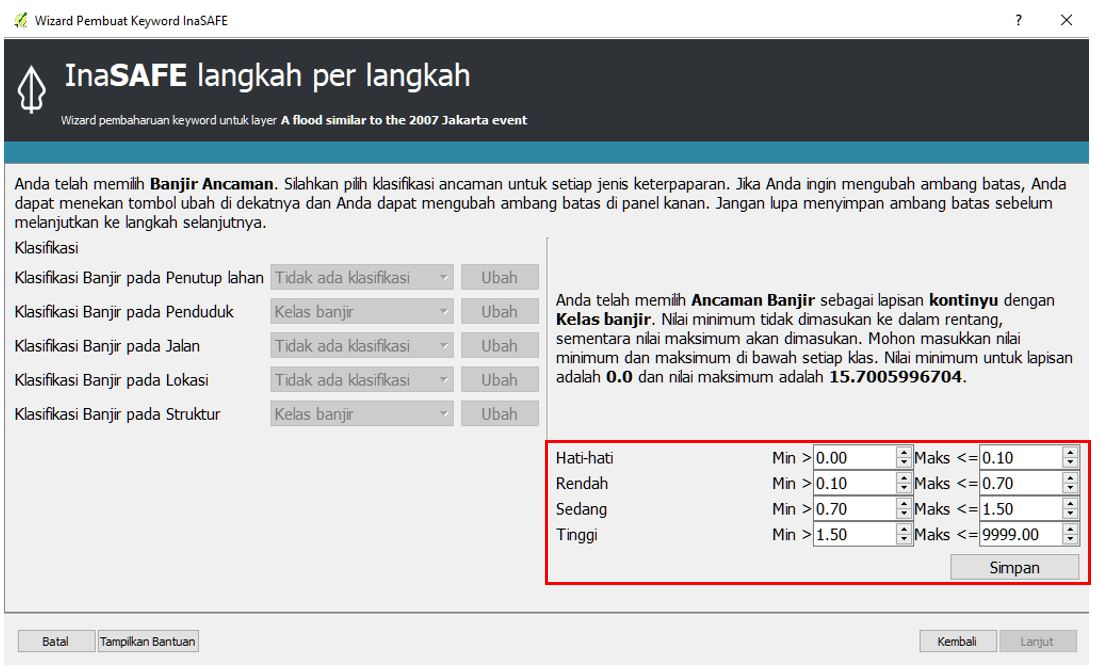 Wizard Pembuat Keyword InaSAFE
InaSAFE langkah per langkah
Wizard pembaharuan keyword untuk layer A flood similar to the 2007 Jakarta event
Anda telah memilih Banjir Ancaman. Silahkan pilih klasifikasi ancaman untuk setiap jenis keterpaparan. Jika Anda ingin mengubah ambang batas, Anda
dapat menekan tombol ubah di dekatnya dan Anda dapat mengubah ambang batas di panel kanan. Jangan lupa menyimpan ambang batas sebelum
melanjutkan ke langkah selanjutnya.
Klasifikasi
Klasifikasi Banjir pada Penutup lahan Tidak ada klasifikasi Ubah
Klasifikasi Banjir pada Penduduk Kelas banjir Ubah
Klasifikasi Banjir pada Jalan Tidak ada klasifikasi Ubah
Klasifikasi Banjir pada Lokasi Tidak ada klasifikasi Ubah
Klasifikasi Banjir pada Struktur Kelas banjir Ubah
Anda telah memilih Ancaman Banjir sebagai lapisan kontinyu dengan
Kelas banjir. Nilai minimum tidak dimasukan ke dalam rentang,
sementara nilai maksimum akan dimasukan. Mohon masukkan nilai
minimum dan maksimum di bawah setiap klas. Nilai minimum untuk lapisan
adalah 0.0 dan nilai maksimum adalah 15.7005996704.
Hati-hati Min > 0.00 Maks <= 0.10
Rendah Min > 0.10 Maks <= 0.70
Sedang Min > 0.70 Maks <= 1.50
Tinggi Min > 1.50 Maks <= 9999.00
Simpan
Batal Tampilkan Bantuan Kembali Lanjut